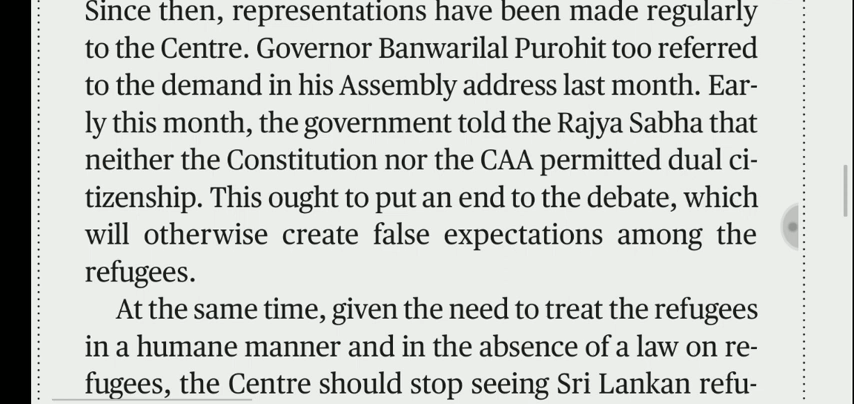 Since then, representations have been made regularly
to the Centre. Governor Banwarilal Purohit too referred
to the demand in his Assembly address last month. Ear-
ly this month, the government told the Rajya Sabha that
neither the Constitution nor the CAA permitted dual ci-
tizenship. This ought to put an end to the debate, which
will otherwise create false expectations among the
refugees.
At the same time, given the need to treat the refugees
in a humane manner and in the absence of a law on re-
fugees, the Centre should stop seeing Sri Lankan refu-